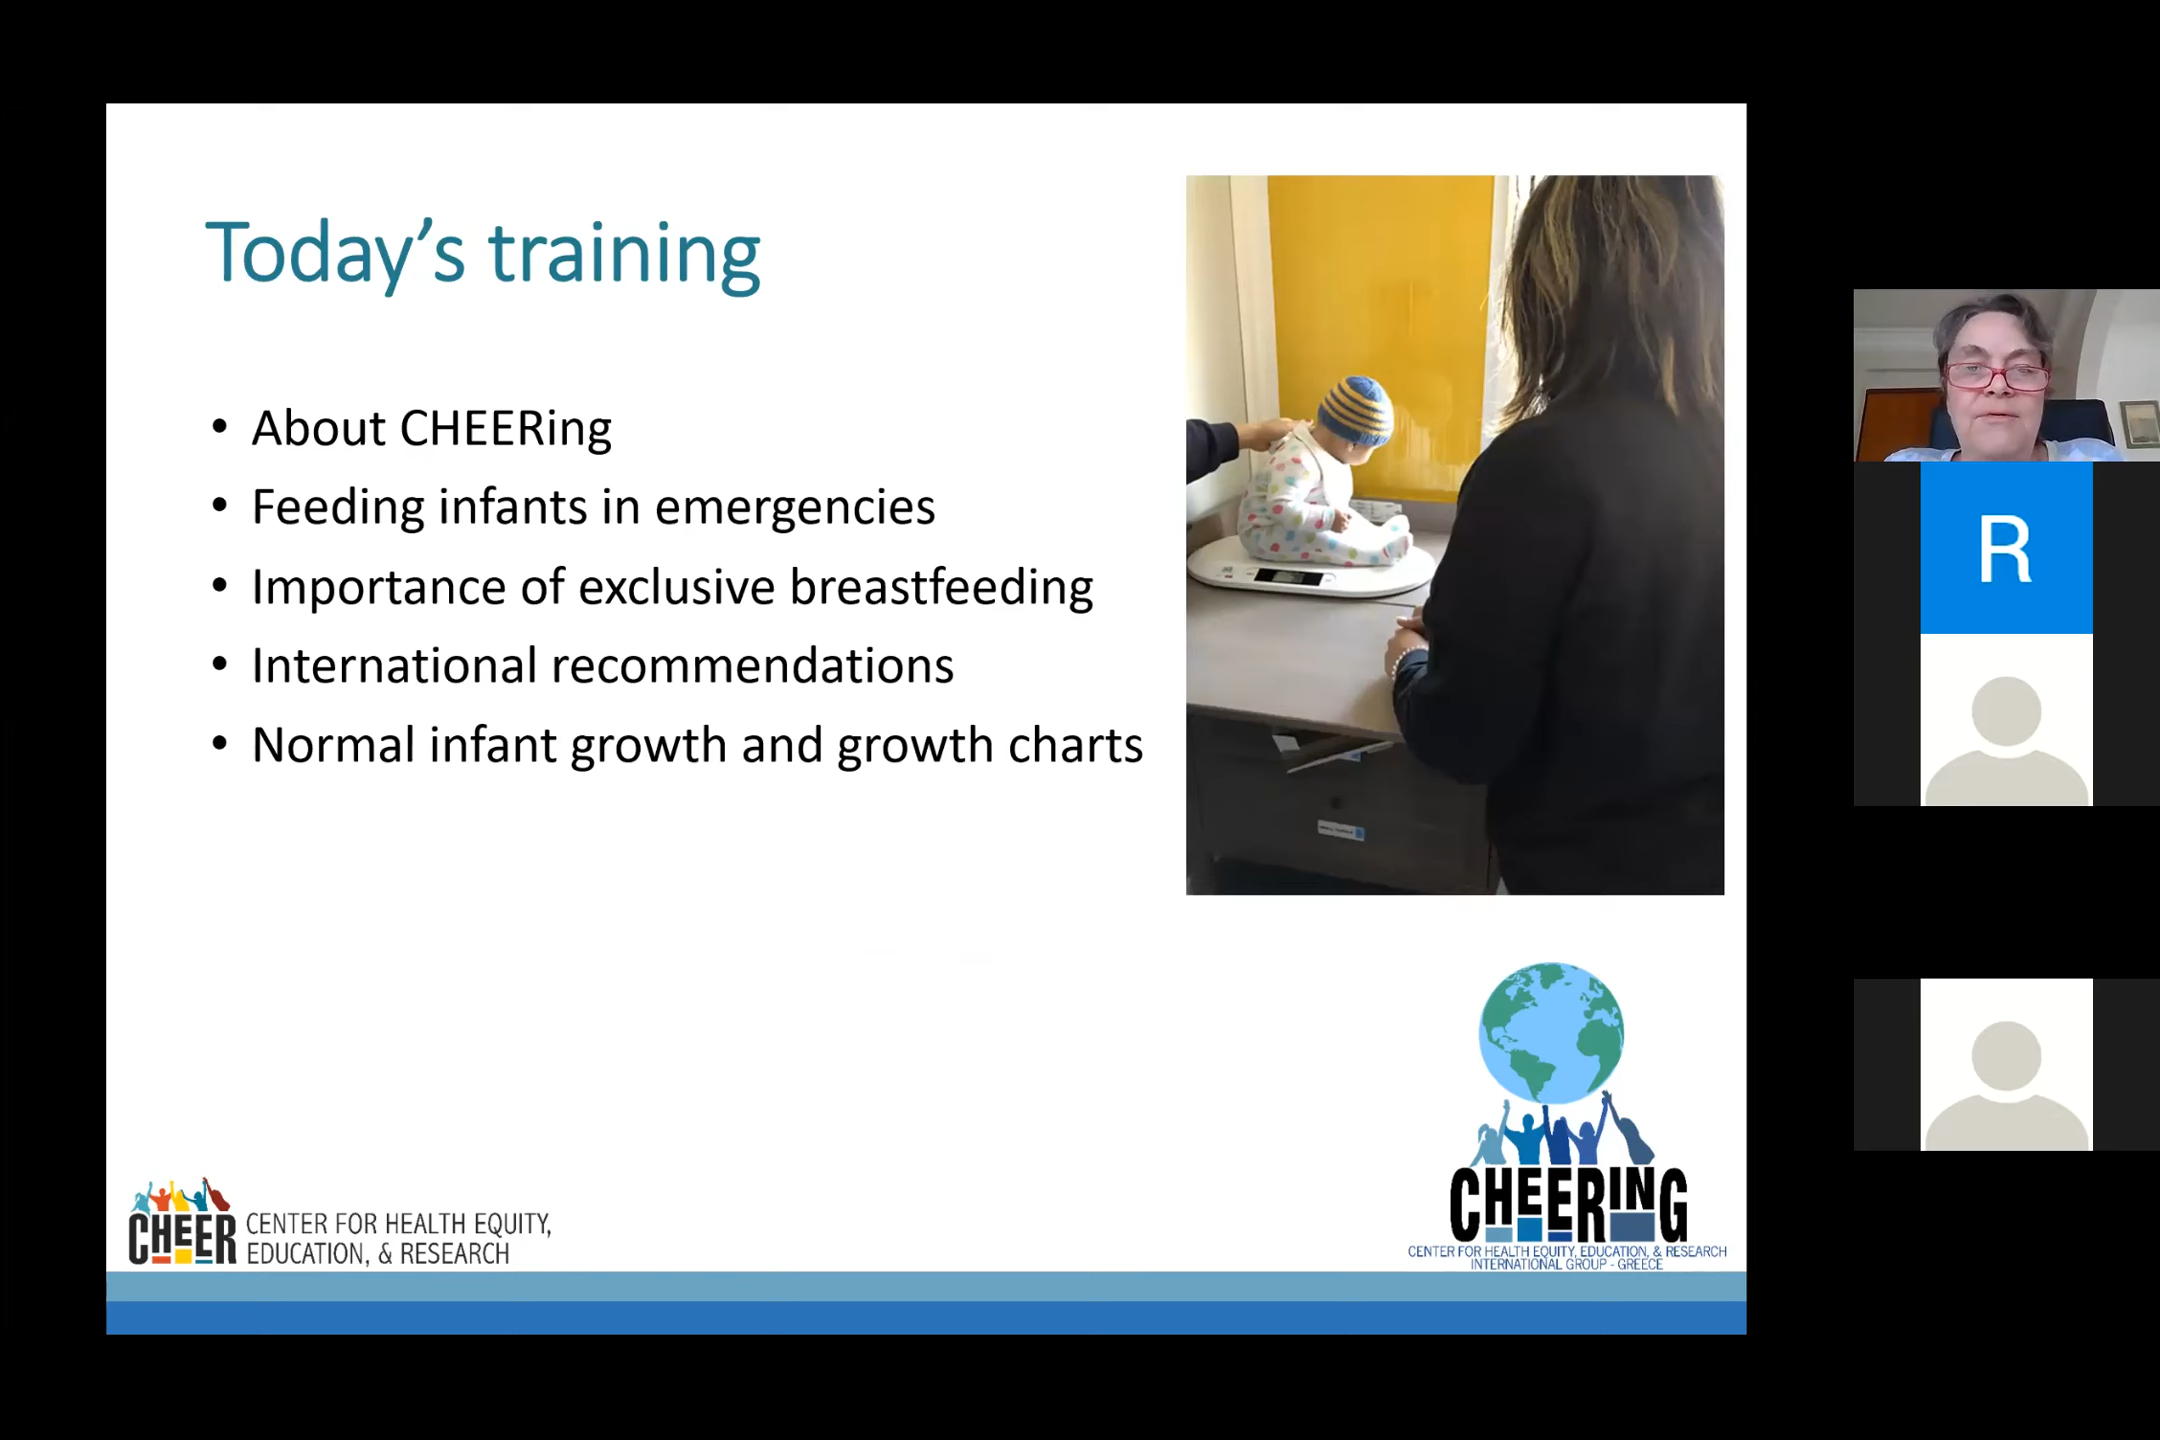 Today’s training
• About CHEERing
• Feeding infants in emergencies
• Importance of exclusive breastfeeding
• International recommendations
• Normal infant growth and growth charts
R
CHEER
CENTER FOR HEALTH EQUITY,
EDUCATION, & RESEARCH
CHEERING
CENTER FOR HEALTH EQUITY, EDUCATION, & RESEARCH
INTERNATIONAL GROUP - GREECE